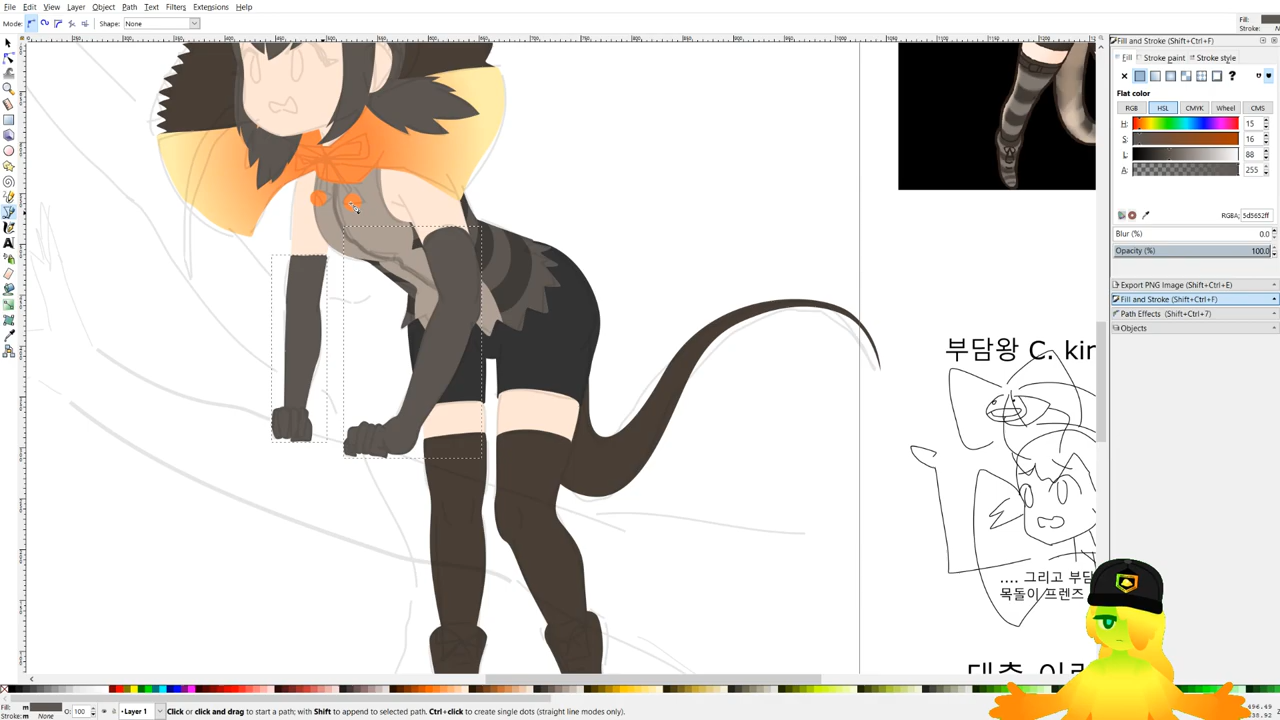 File Edit View Layer Object Path Text Filters Extensions Help
Mode: Shape: None
Fill:
Stroke:
Fill and Stroke (Shift+Ctrl+F)
Fill Stroke paint Stroke style
?
Flat color
RGB HSL CMYK Wheel CMS
H: 15
S: 16
L: 88
A: 255
RGBA: 5d5652ff
Blur (%) 0.0
Opacity (%) 100.0
Export PNG Image (Shift+Ctrl+E)
Fill and Stroke (Shift+Ctrl+F)
Path Effects (Shift+Ctrl+7)
Objects
부담왕 C. kin
.... 그리고 부담
목돌이 프렌즈
Fill: m
Stroke: m
O: 100
Layer 1
Click or click and drag to start a path; with Shift to append to selected path. Ctrl+click to create single dots (straight line modes only).